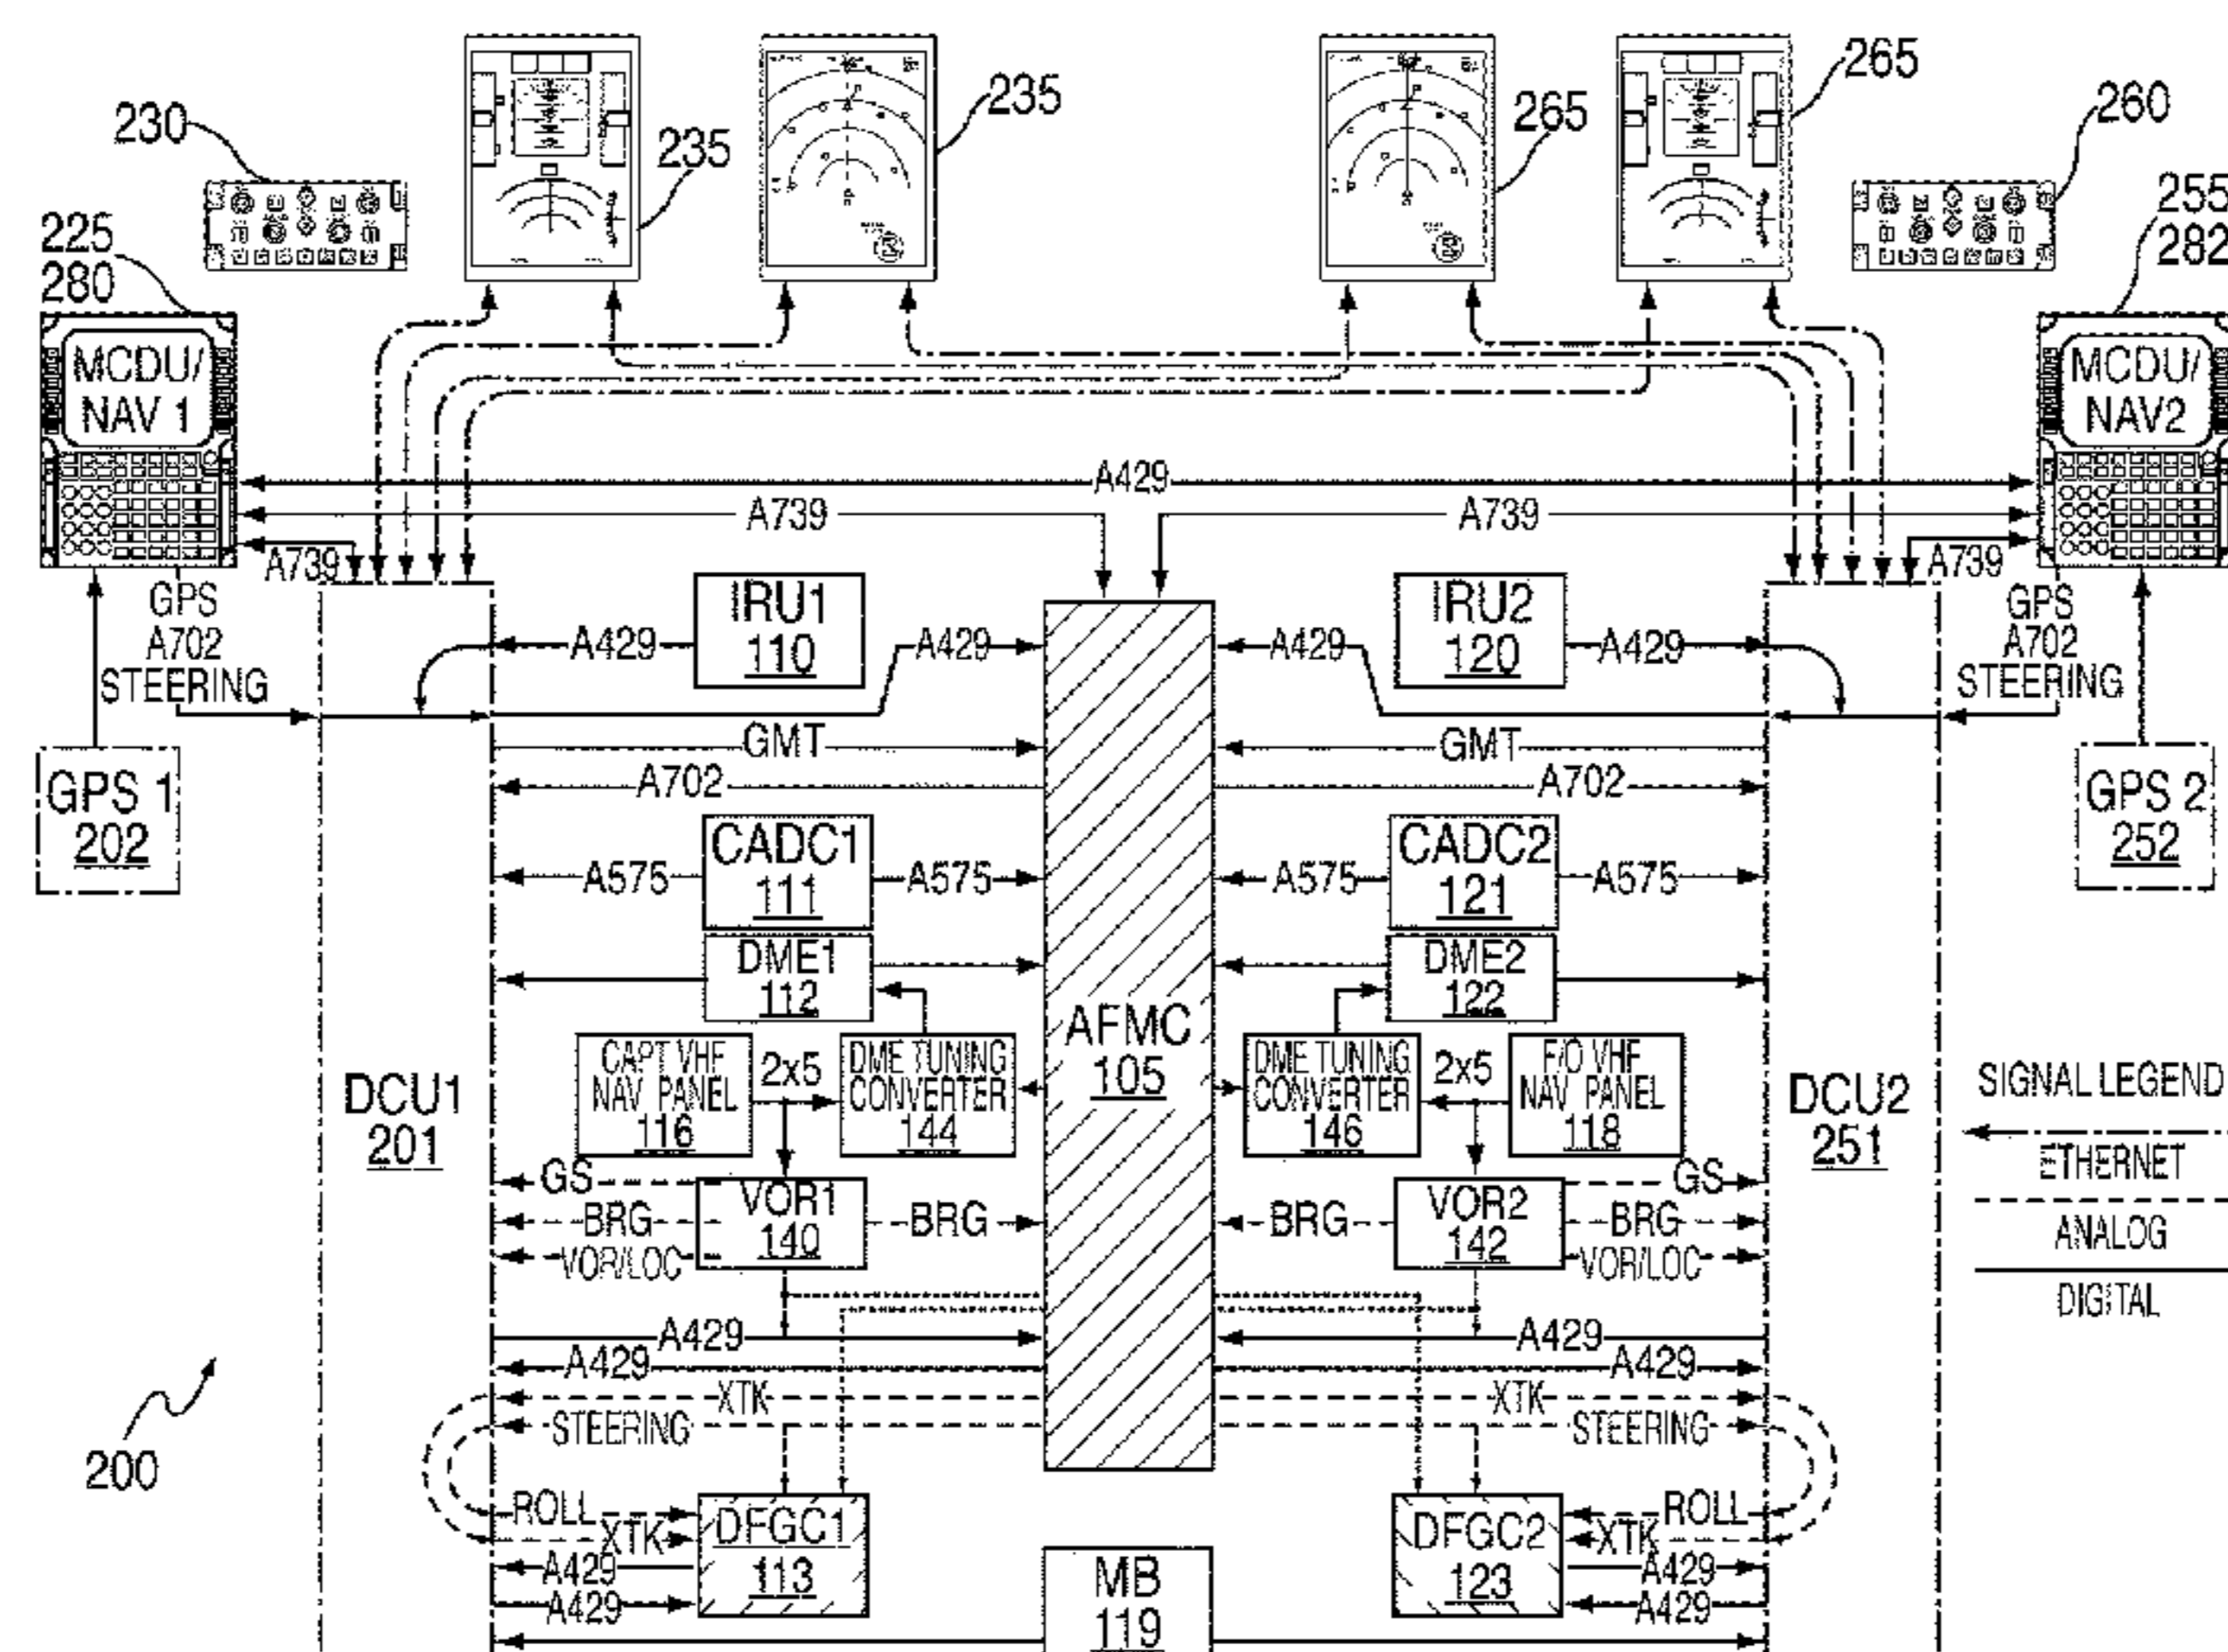 230
235
235
265
265
260
225
280
255
282
MCDU/
NAV 1
MCDU/
NAV2
A429
A739
A739
A739
A739
GPS
A702
STEERING
GPS
A702
STEERING
IRU1
110
IRU2
120
A429
A429
A429
A429
GMT
GMT
GPS 1
202
GPS 2
252
A702
A702
CADC1
111
CADC2
121
A575
A575
A575
A575
DME1
112
DME2
122
AFMC
105
CAPT VHF
NAV PANEL
116
2x5
DME TUNING
CONVERTER
144
DME TUNING
CONVERTER
146
2x5
F/O VHF
NAV PANEL
118
DCU1
201
DCU2
251
SIGNAL LEGEND
ETHERNET
ANALOG
DIGITAL
GS
BRG
VOR/LOC
VOR1
140
BRG
BRG
VOR2
142
GS
BRG
VOR/LOC
A429
A429
A429
A429
XTK
XTK
STEERING
STEERING
200
ROLL
XTK
A429
A429
DFGC1
113
DFGC2
123
ROLL
XTK
A429
A429
MB
119